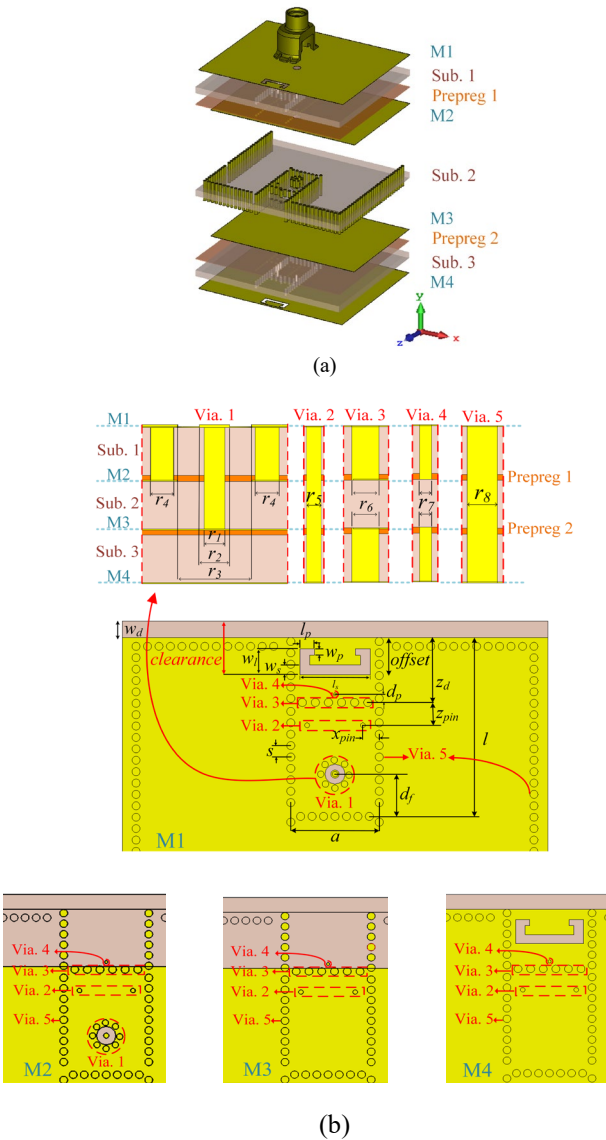 M1
Sub. 1
Prepreg 1
M2
Sub. 2
M3
Prepreg 2
Sub. 3
M4
y
x
z
(a)
Via. 1 Via. 2 Via. 3 Via. 4 Via. 5
M1
Sub. 1
M2
Sub. 2
M3
Sub. 3
M4
Prepreg 1
Prepreg 2
r4 r4
r1
r2
r3
r5
r6
r7
r8
wd
clearance
lp
wl
wp
ws
ls
offset
zd
Via. 4
dp
Via. 3
Via. 2
zpin
xpin
l
s
Via. 5
Via. 1
df
a
M1
Via. 4
Via. 3
Via. 2
Via. 5
Via. 1
M2
Via. 4
Via. 3
Via. 2
Via. 5
M3
Via. 4
Via. 3
Via. 2
Via. 5
M4
(b)